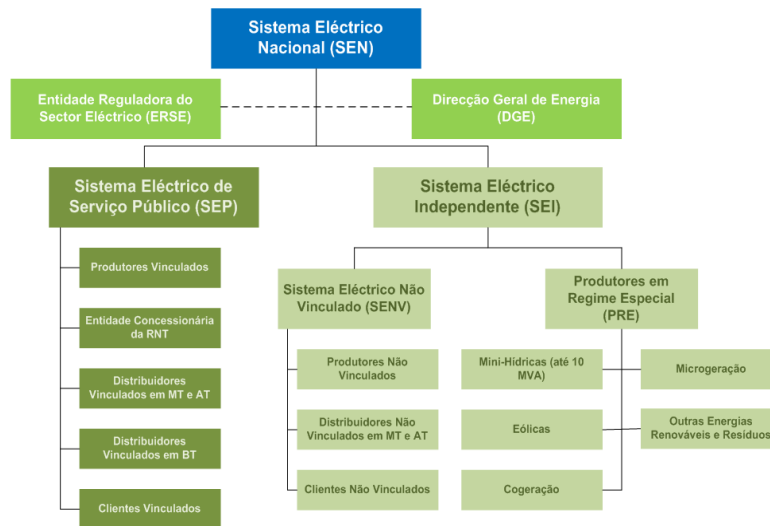 Sistema Eléctrico
Nacional (SEN)
Entidade Reguladora do
Sector Eléctrico (ERSE)
Direcção Geral de Energia
(DGE)
Sistema Eléctrico de
Serviço Público (SEP)
Sistema Eléctrico
Independente (SEI)
Produtores Vinculados
Entidade Concessionária
da RNT
Distribuidores
Vinculados em MT e AT
Distribuidores
Vinculados em BT
Clientes Vinculados
Sistema Eléctrico Não
Vinculado (SENV)
Produtores Não
Vinculados
Distribuidores Não
Vinculados em MT e AT
Clientes Não Vinculados
Produtores em
Regime Especial
(PRE)
Mini-Hídricas (até 10
MVA)
Microgeração
Eólicas
Outras Energias
Renováveis e Resíduos
Cogeração